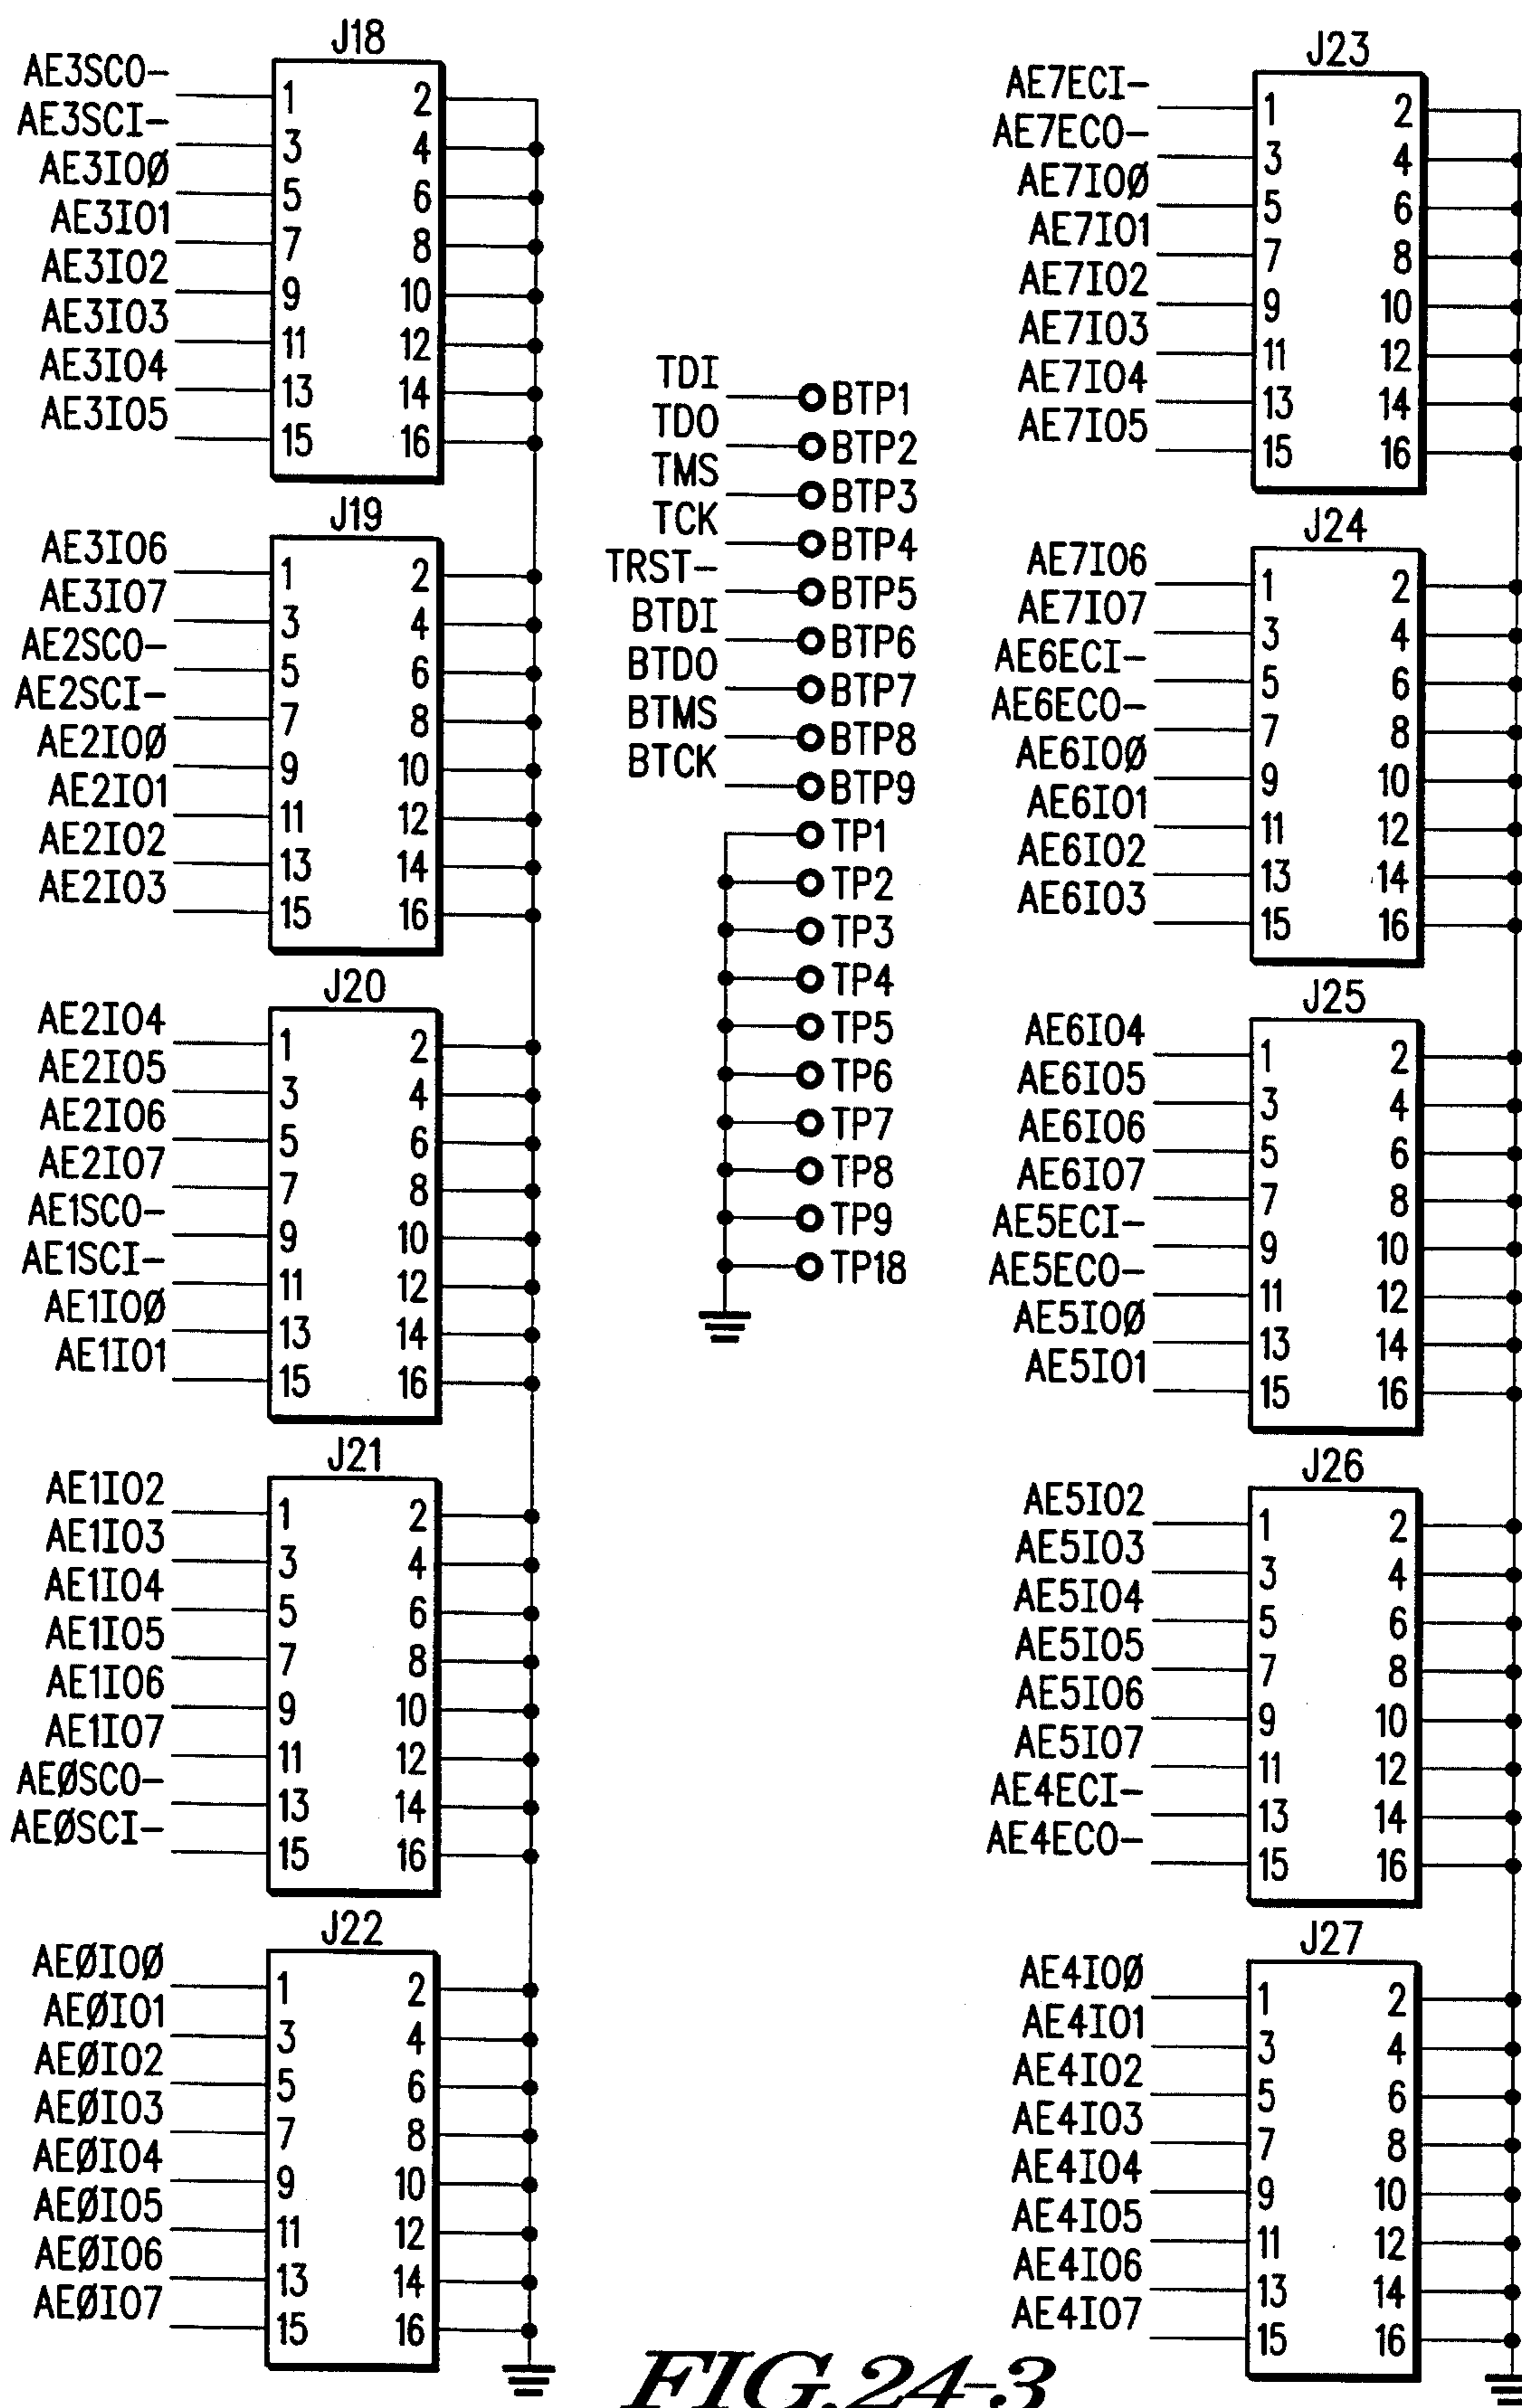 J18
AE3SCO-
1 2
AE3SCI-
3 4
AE3IOØ
5 6
AE3IO1
7 8
AE3IO2
9 10
AE3IO3
11 12
AE3IO4
13 14
AE3IO5
15 16
J19
AE3IO6
1 2
AE3IO7
3 4
AE2SCO-
5 6
AE2SCI-
7 8
AE2IOØ
9 10
AE2IO1
11 12
AE2IO2
13 14
AE2IO3
15 16
J20
AE2IO4
1 2
AE2IO5
3 4
AE2IO6
5 6
AE2IO7
7 8
AE1SCO-
9 10
AE1SCI-
11 12
AE1IOØ
13 14
AE1IO1
15 16
J21
AE1IO2
1 2
AE1IO3
3 4
AE1IO4
5 6
AE1IO5
7 8
AE1IO6
9 10
AE1IO7
11 12
AEØSCO-
13 14
AEØSCI-
15 16
J22
AEØIOØ
1 2
AEØIO1
3 4
AEØIO2
5 6
AEØIO3
7 8
AEØIO4
9 10
AEØIO5
11 12
AEØIO6
13 14
AEØIO7
15 16
TDI
BTP1
TDO
BTP2
TMS
BTP3
TCK
BTP4
TRST-
BTP5
BTDI
BTP6
BTDO
BTP7
BTMS
BTP8
BTCK
BTP9
TP1
TP2
TP3
TP4
TP5
TP6
TP7
TP8
TP9
TP18
J23
AE7ECI-
1 2
AE7ECO-
3 4
AE7IOØ
5 6
AE7IO1
7 8
AE7IO2
9 10
AE7IO3
11 12
AE7IO4
13 14
AE7IO5
15 16
J24
AE7IO6
1 2
AE7IO7
3 4
AE6ECI-
5 6
AE6ECO-
7 8
AE6IOØ
9 10
AE6IO1
11 12
AE6IO2
13 14
AE6IO3
15 16
J25
AE6IO4
1 2
AE6IO5
3 4
AE6IO6
5 6
AE6IO7
7 8
AE5ECI-
9 10
AE5ECO-
11 12
AE5IOØ
13 14
AE5IO1
15 16
J26
AE5IO2
1 2
AE5IO3
3 4
AE5IO4
5 6
AE5IO5
7 8
AE5IO6
9 10
AE5IO7
11 12
AE4ECI-
13 14
AE4ECO-
15 16
J27
AE4IOØ
1 2
AE4IO1
3 4
AE4IO2
5 6
AE4IO3
7 8
AE4IO4
9 10
AE4IO5
11 12
AE4IO6
13 14
AE4IO7
15 16
FIG.24-3